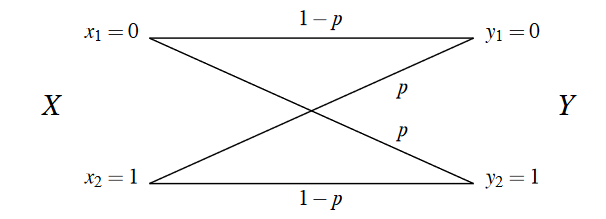 1 − p
x₁ = 0
y₁ = 0
p
X
Y
p
x₂ = 1
y₂ = 1
1 − p